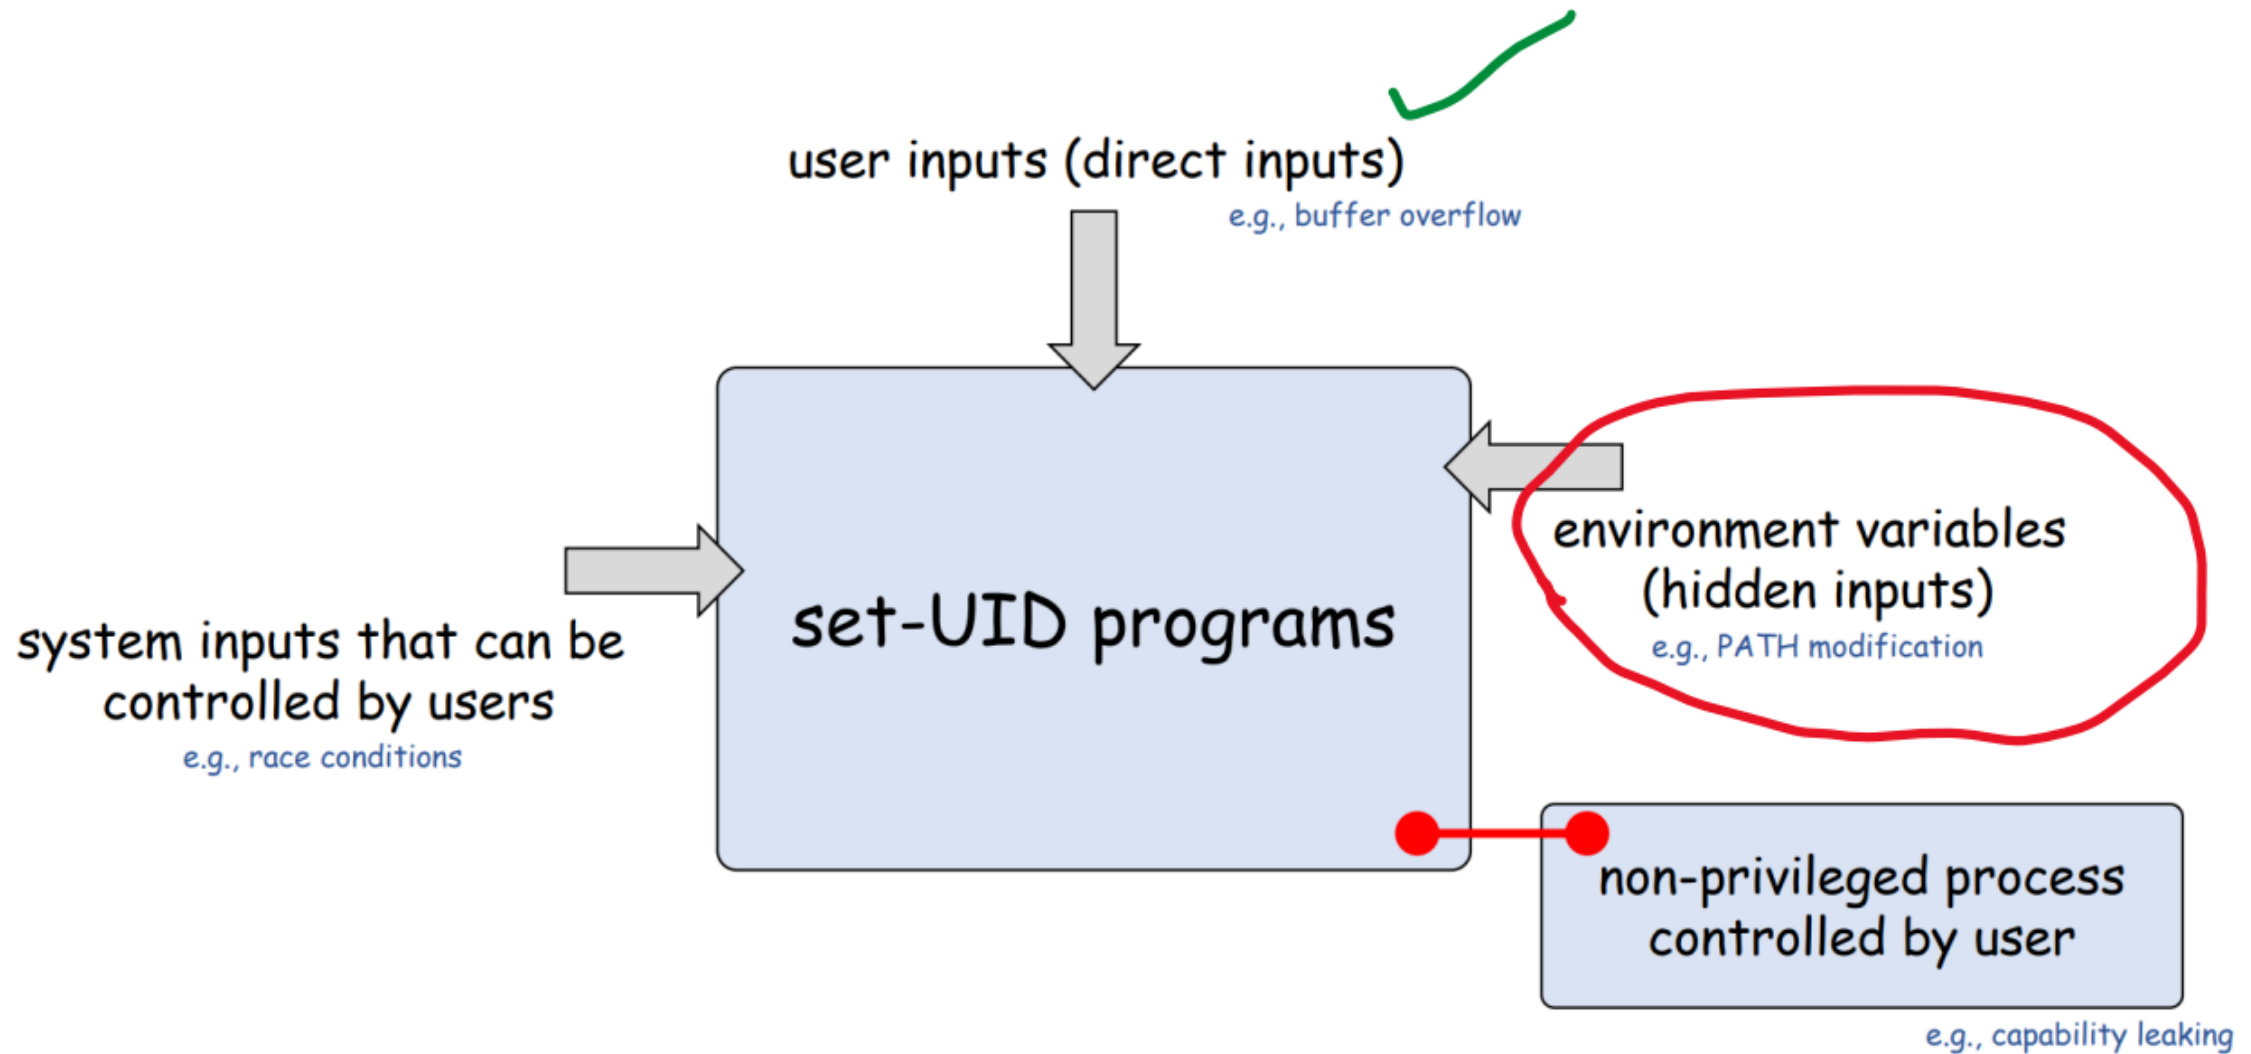 user inputs (direct inputs)
e.g., buffer overflow
environment variables
(hidden inputs)
e.g., PATH modification
set-UID programs
system inputs that can be
controlled by users
e.g., race conditions
non-privileged process
controlled by user
e.g., capability leaking